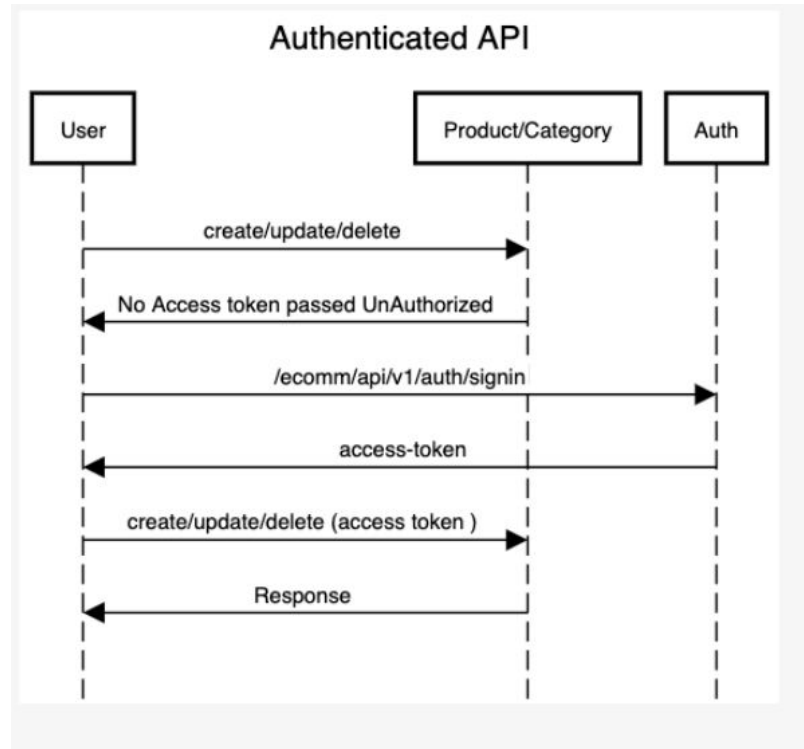 Authenticated API
User
Product/Category
Auth
create/update/delete
No Access token passed UnAuthorized
/ecomm/api/v1/auth/signin
access-token
create/update/delete (access token )
Response